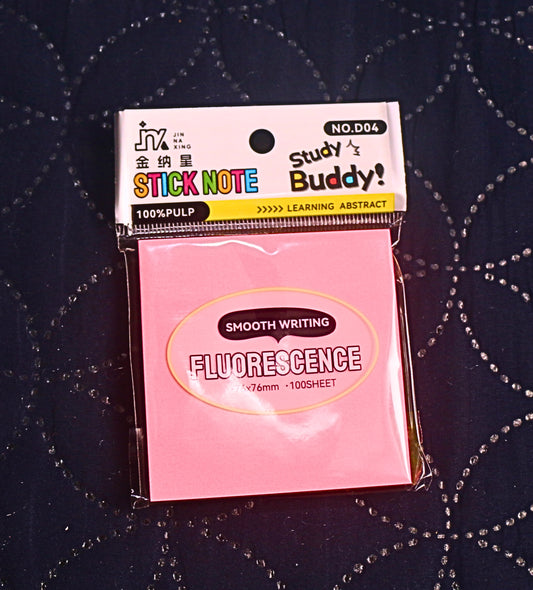 NO.D04
JIN
NA
XING
金纳星
STICK NOTE
Study
Buddy!
100%PULP
>>>>> LEARNING ABSTRACT
SMOOTH WRITING
FLUORESCENCE
·100SHEET